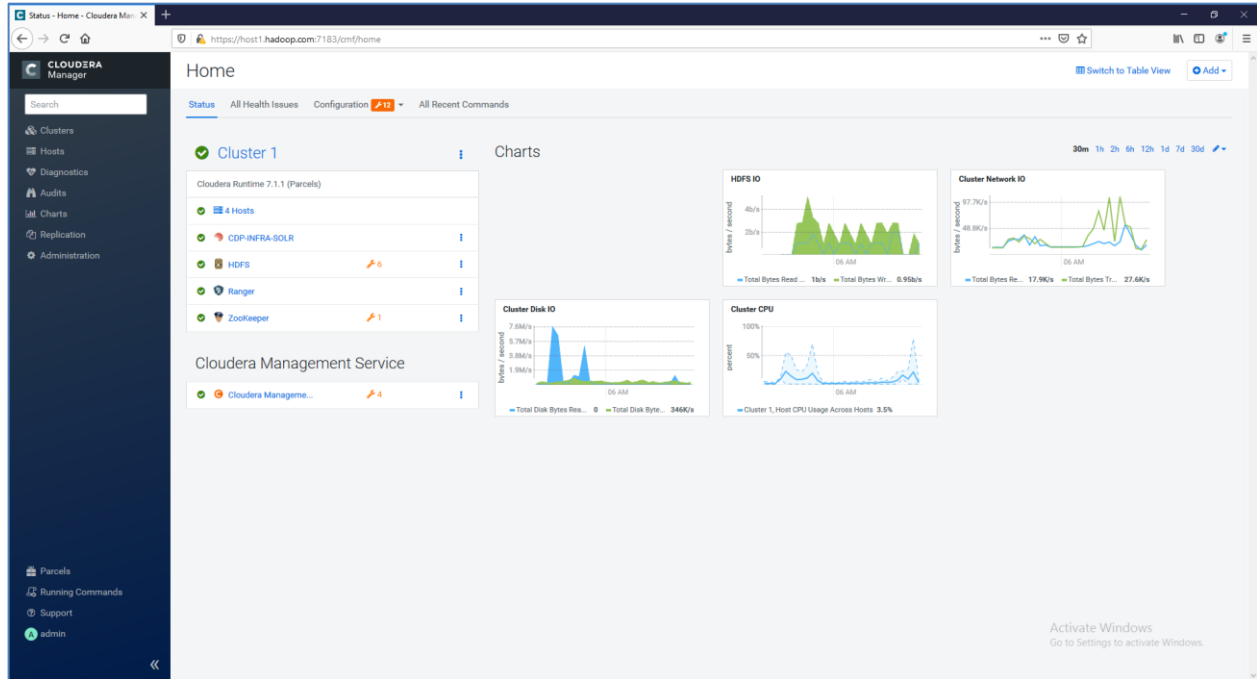 Status - Home - Cloudera Man
https://host1.hadoop.com:7183/cmf/home
CLOUDERA
Manager
Search
Clusters
Hosts
Diagnostics
Audits
Charts
Replication
Administration
Parcels
Running Commands
Support
A admin
Home
Switch to Table View
Add
Status All Health Issues Configuration 12 All Recent Commands
Cluster 1
Cloudera Runtime 7.1.1 (Parcels)
4 Hosts
CDP-INFRA-SOLR
HDFS 6
Ranger
ZooKeeper 1
Cloudera Management Service
Cloudera Manageme... 4
Charts
30m 1h 2h 6h 12h 1d 7d 30d
HDFS IO
bytes / second
4b/s
2b/s
06 AM
Total Bytes Read ... 1b/s Total Bytes Wr... 0.95b/s
Cluster Network IO
bytes / second
97.7K/s
48.8K/s
06 AM
Total Bytes Re... 17.9K/s Total Bytes Tr... 27.6K/s
Cluster Disk IO
bytes / second
7.6M/s
5.7M/s
3.8M/s
1.9M/s
06 AM
Total Disk Bytes Rea... 0 Total Disk Byte... 346K/s
Cluster CPU
percent
100%
50%
06 AM
Cluster 1, Host CPU Usage Across Hosts 3.5%
Activate Windows
Go to Settings to activate Windows.